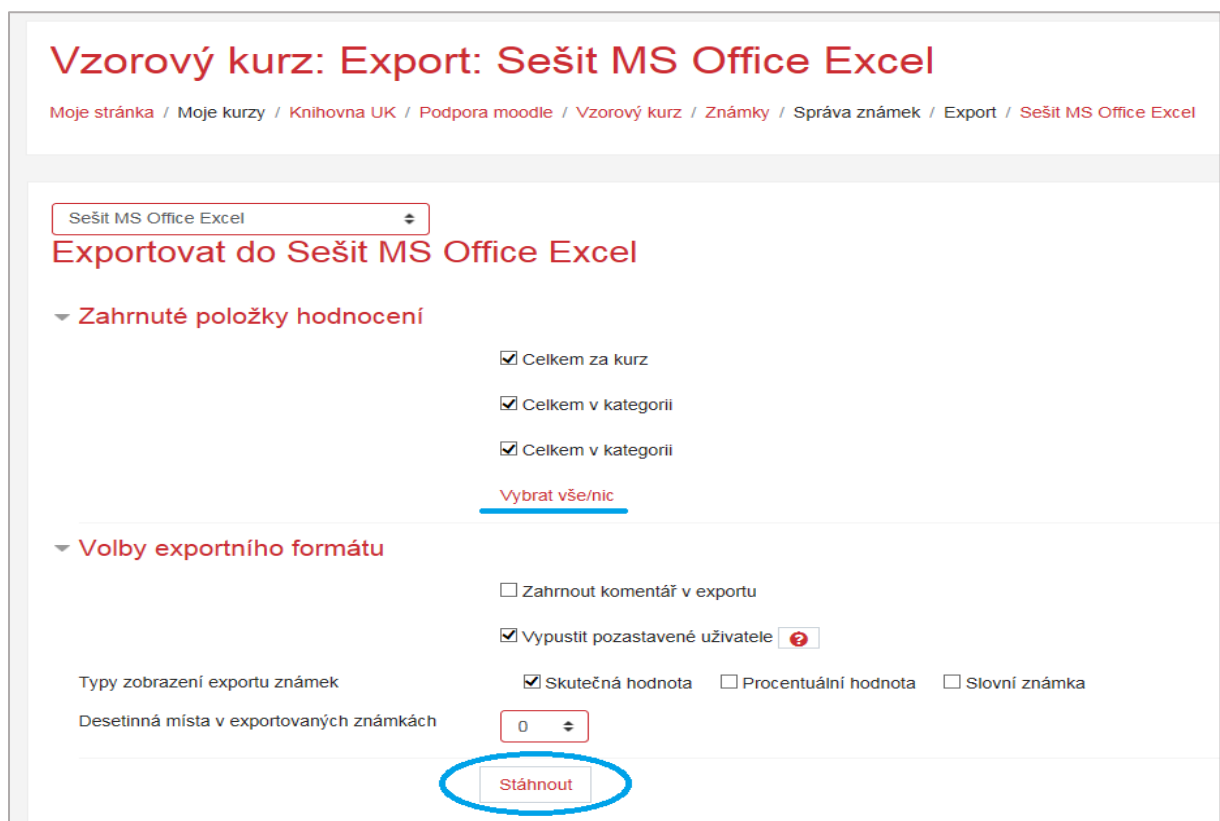 Vzorový kurz: Export: Sešit MS Office Excel
Moje stránka / Moje kurzy / Knihovna UK / Podpora moodle / Vzorový kurz / Známky / Správa známek / Export / Sešit MS Office Excel
Sešit MS Office Excel
Exportovat do Sešit MS Office Excel
Zahrnuté položky hodnocení
Celkem za kurz
Celkem v kategorii
Celkem v kategorii
Vybrat vše/nic
Volby exportního formátu
Zahrnout komentář v exportu
Vypustit pozastavené uživatele ?
Typy zobrazení exportu známek Skutečná hodnota Procentuální hodnota Slovní známka
Desetinná místa v exportovaných známkách 0
Stáhnout